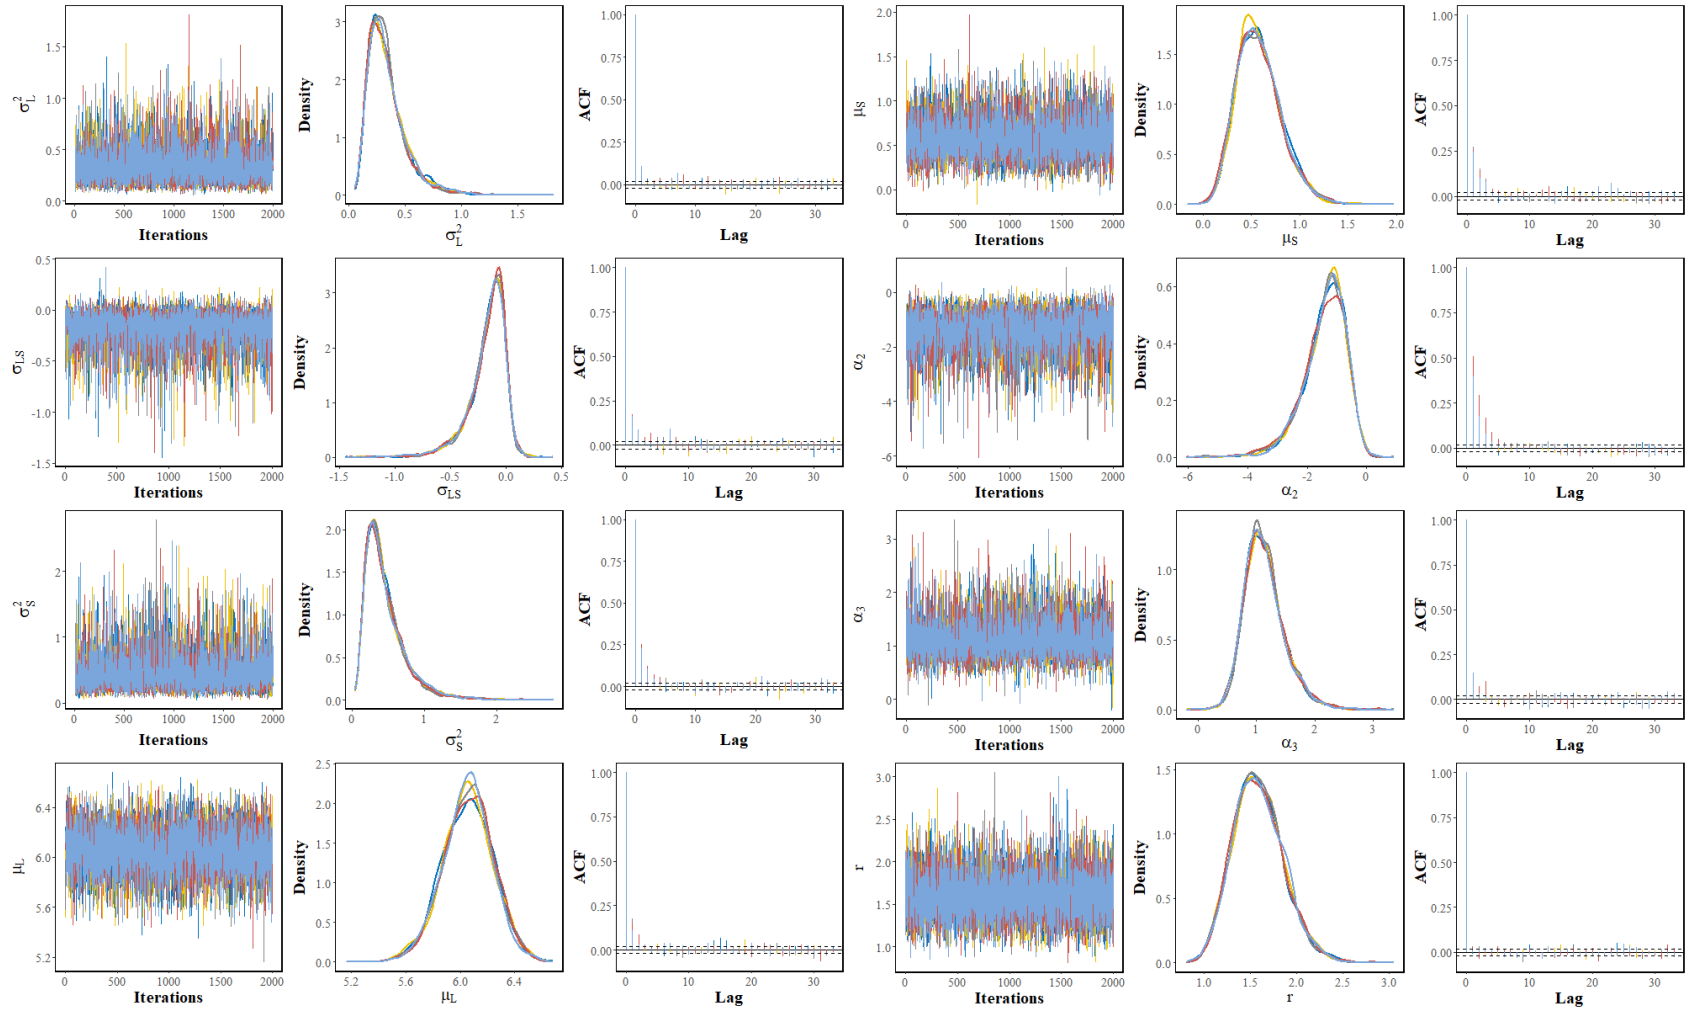 σ²L
1.5
1.0
0.5
0.0
0 500 1000 1500 2000
Iterations
Density
3
2
1
0
0.0 0.5 1.0 1.5
σ²L
ACF
1.00
0.75
0.50
0.25
0.00
0 10 20 30
Lag
μS
2.0
1.5
1.0
0.5
0.0
0 500 1000 1500 2000
Iterations
Density
1.5
1.0
0.5
0.0
0.0 0.5 1.0 1.5 2.0
μS
ACF
1.00
0.75
0.50
0.25
0.00
0 10 20 30
Lag
σLS
0.5
0.0
-0.5
-1.0
-1.5
0 500 1000 1500 2000
Iterations
Density
3
2
1
0
-1.5 -1.0 -0.5 0.0 0.5
σLS
ACF
1.00
0.75
0.50
0.25
0.00
0 10 20 30
Lag
α2
0
-2
-4
-6
0 500 1000 1500 2000
Iterations
Density
0.6
0.4
0.2
0.0
-6 -4 -2 0
α2
ACF
1.00
0.75
0.50
0.25
0.00
0 10 20 30
Lag
σ²S
2
1
0
0 500 1000 1500 2000
Iterations
Density
2.0
1.5
1.0
0.5
0.0
0 1 2
σ²S
ACF
1.00
0.75
0.50
0.25
0.00
0 10 20 30
Lag
α3
3
2
1
0
0 500 1000 1500 2000
Iterations
Density
1.0
0.5
0.0
0 1 2 3
α3
ACF
1.00
0.75
0.50
0.25
0.00
0 10 20 30
Lag
μL
6.4
6.0
5.6
5.2
0 500 1000 1500 2000
Iterations
Density
2.5
2.0
1.5
1.0
0.5
0.0
5.2 5.6 6.0 6.4
μL
ACF
1.00
0.75
0.50
0.25
0.00
0 10 20 30
Lag
r
3.0
2.5
2.0
1.5
1.0
0 500 1000 1500 2000
Iterations
Density
1.5
1.0
0.5
0.0
1.0 1.5 2.0 2.5 3.0
r
ACF
1.00
0.75
0.50
0.25
0.00
0 10 20 30
Lag